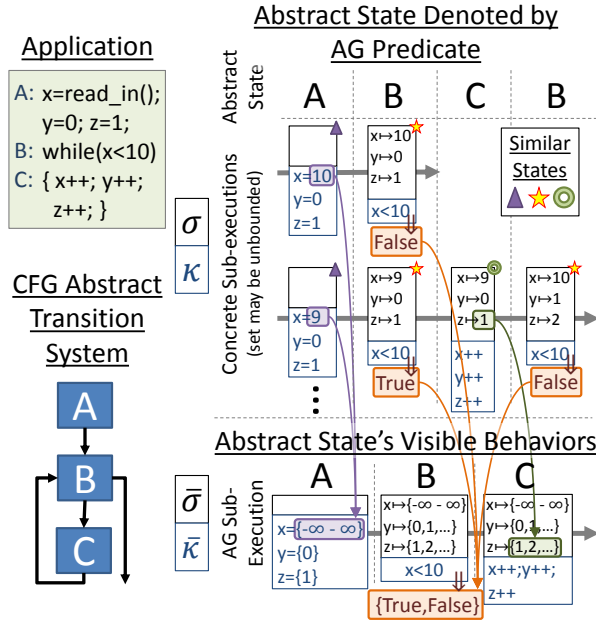 Application
A: x=read_in();
y=0; z=1;
B: while(x<10)
C: { x++; y++;
z++; }
σ
κ
CFG Abstract
Transition
System
A
B
C
Abstract State Denoted by
AG Predicate
Abstract
State
A
B
C
B
Concrete Sub-executions
(set may be unbounded)
x=10
y=0
z=1
x↦10
y↦0
z↦1
x<10
⇓
False
Similar
States
x=9
y=0
z=1
x↦9
y↦0
z↦1
x<10
⇓
True
x↦9
y↦0
z↦1
x++
y++
z++
x↦10
y↦1
z↦2
x<10
⇓
False
...
Abstract State's Visible Behaviors
σ̄
κ̄
AG Sub-
Execution
A
B
C
x={-∞ - ∞}
y={0}
z={1}
x↦{-∞ - ∞}
y↦{0,1,...}
z↦{1,2,...}
x<10
⇓
{True,False}
x↦{-∞ - ∞}
y↦{0,1,...}
z↦{1,2,...}
x++;y++;
z++